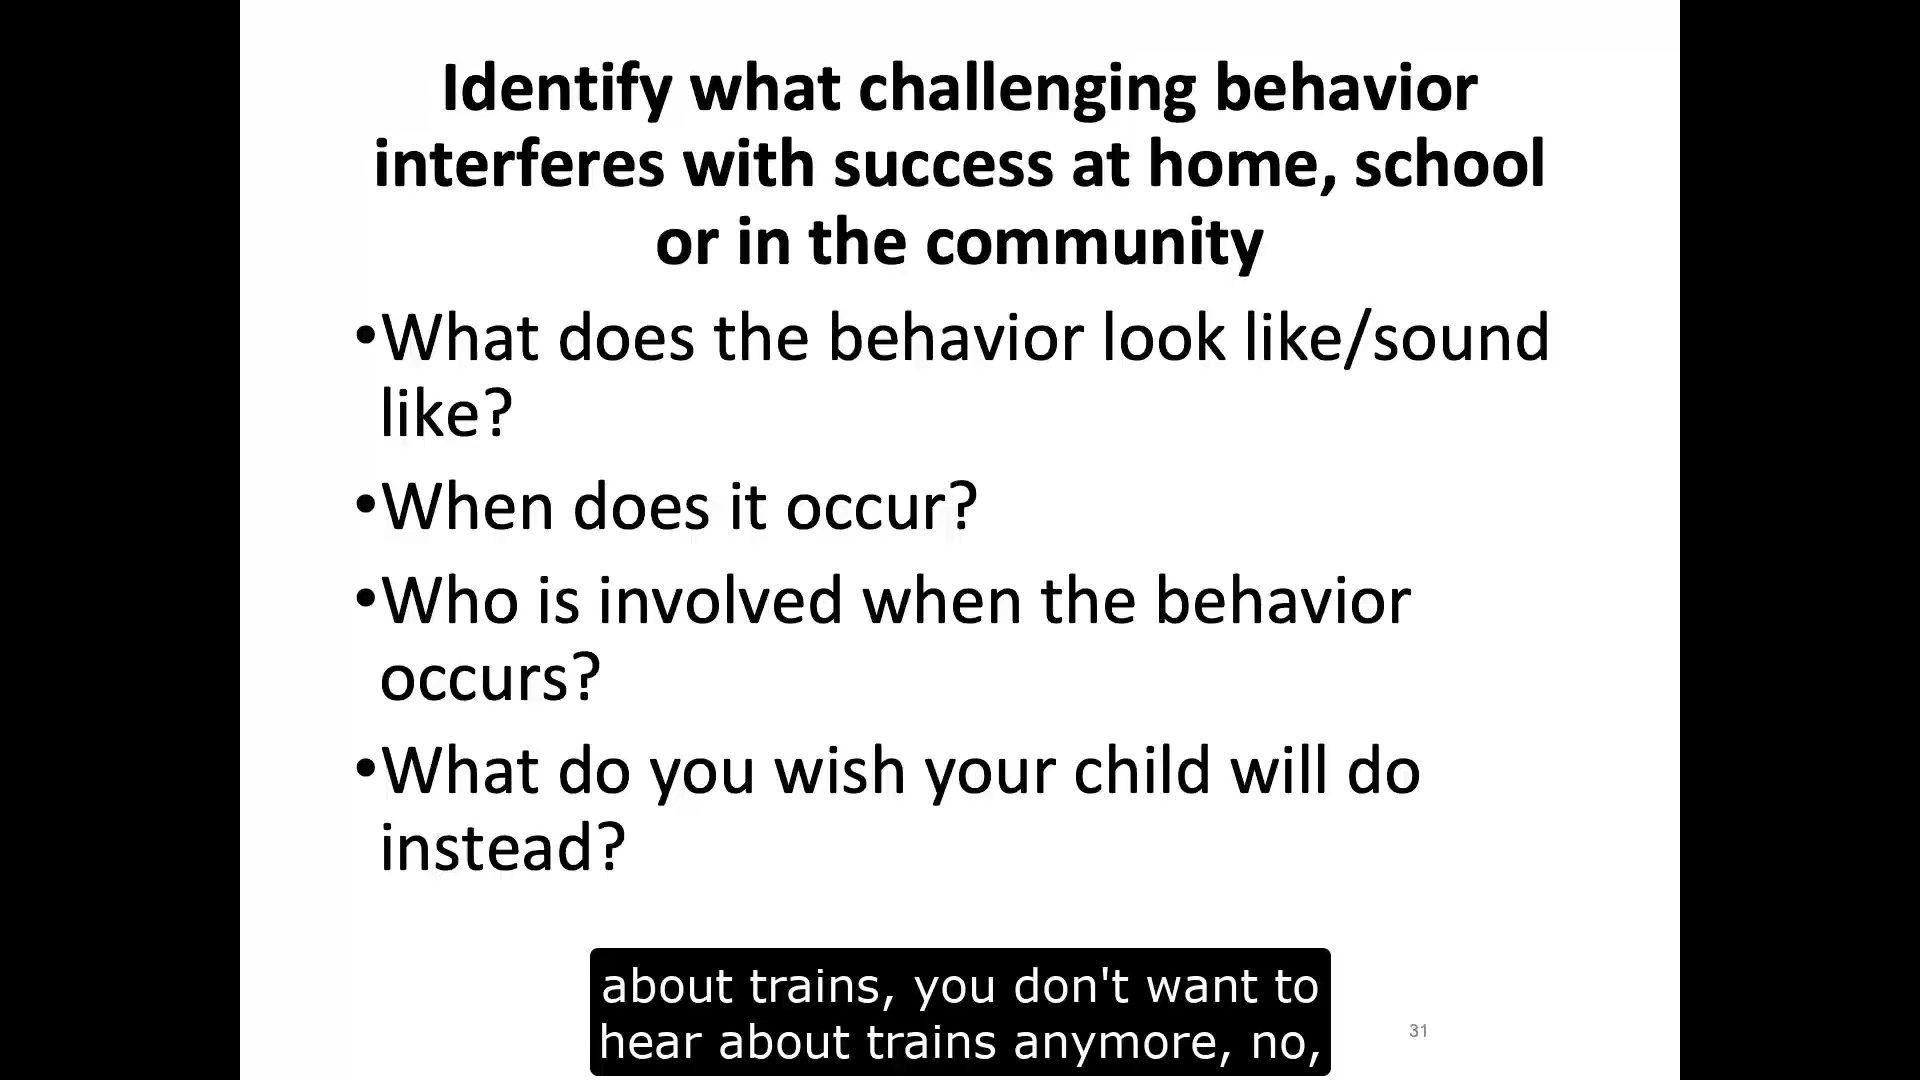 Identify what challenging behavior
interferes with success at home, school
or in the community
•What does the behavior look like/sound
like?
•When does it occur?
•Who is involved when the behavior
occurs?
•What do you wish your child will do
instead?
about trains, you don't want to
hear about trains anymore, no,
31